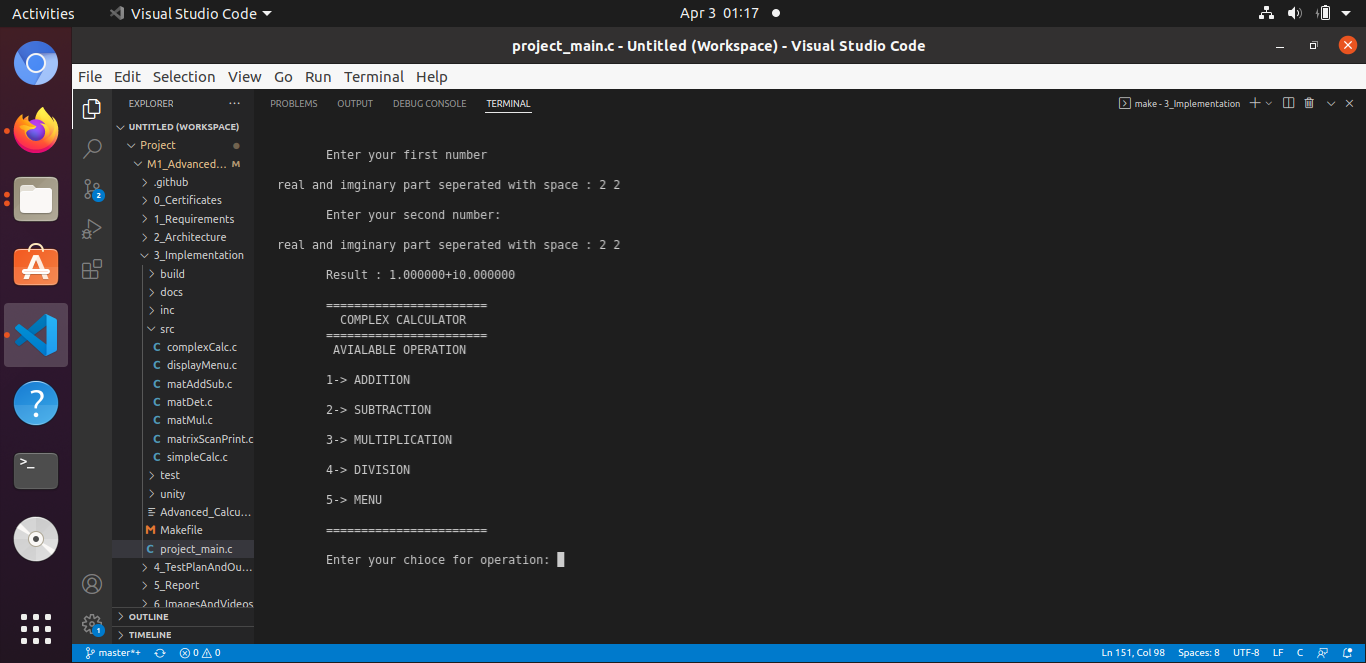 Activities
Visual Studio Code
Apr 3 01:17
project_main.c - Untitled (Workspace) - Visual Studio Code
File Edit Selection View Go Run Terminal Help
EXPLORER
UNTITLED (WORKSPACE)
Project
M1_Advanced... M
.github
0_Certificates
1_Requirements
2_Architecture
3_Implementation
build
docs
inc
src
C complexCalc.c
C displayMenu.c
C matAddSub.c
C matDet.c
C matMul.c
C matrixScanPrint.c
C simpleCalc.c
test
unity
Advanced_Calcu...
M Makefile
C project_main.c
4_TestPlanAndOu...
5_Report
6_ImagesAndVideos
OUTLINE
TIMELINE
2
1
PROBLEMS OUTPUT DEBUG CONSOLE TERMINAL
make - 3_Implementation
Enter your first number
real and imginary part seperated with space : 2 2
Enter your second number:
real and imginary part seperated with space : 2 2
Result : 1.000000+i0.000000
=======================
COMPLEX CALCULATOR
=======================
AVIALABLE OPERATION
1-> ADDITION
2-> SUBTRACTION
3-> MULTIPLICATION
4-> DIVISION
5-> MENU
=======================
Enter your chioce for operation:
master*+ 0 0
Ln 151, Col 98 Spaces: 8 UTF-8 LF C